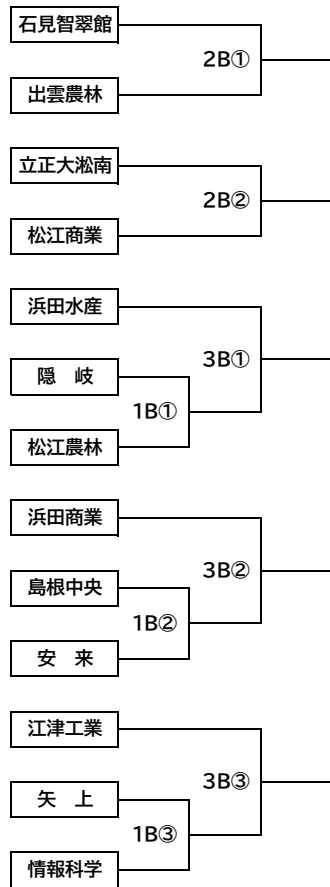 石見智翠館
2B①
出雲農林
立正大淞南
2B②
松江商業
浜田水産
3B①
隠　岐
1B①
松江農林
浜田商業
3B②
島根中央
1B②
安　来
江津工業
3B③
矢　上
1B③
情報科学